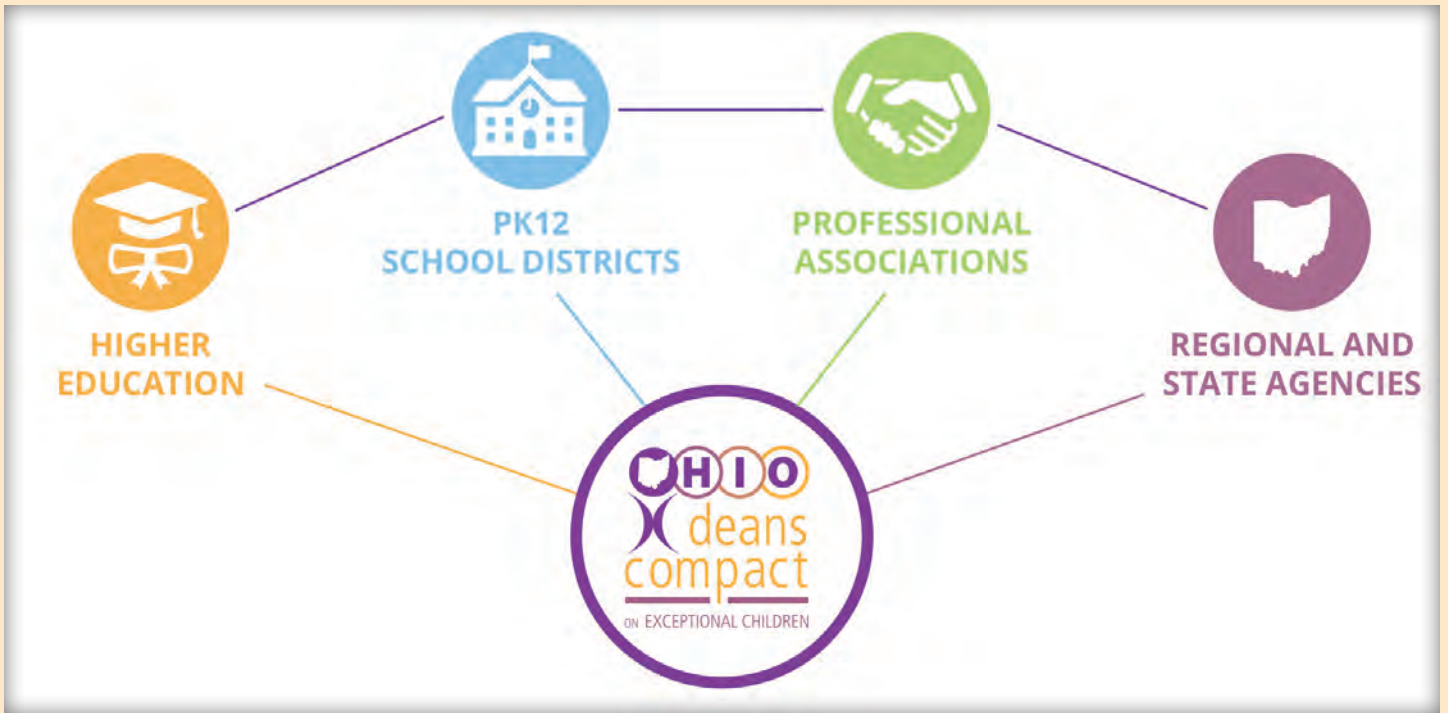 PK12
SCHOOL DISTRICTS
PROFESSIONAL
ASSOCIATIONS
HIGHER
EDUCATION
REGIONAL AND
STATE AGENCIES
OHIO
deans
compact
ON EXCEPTIONAL CHILDREN